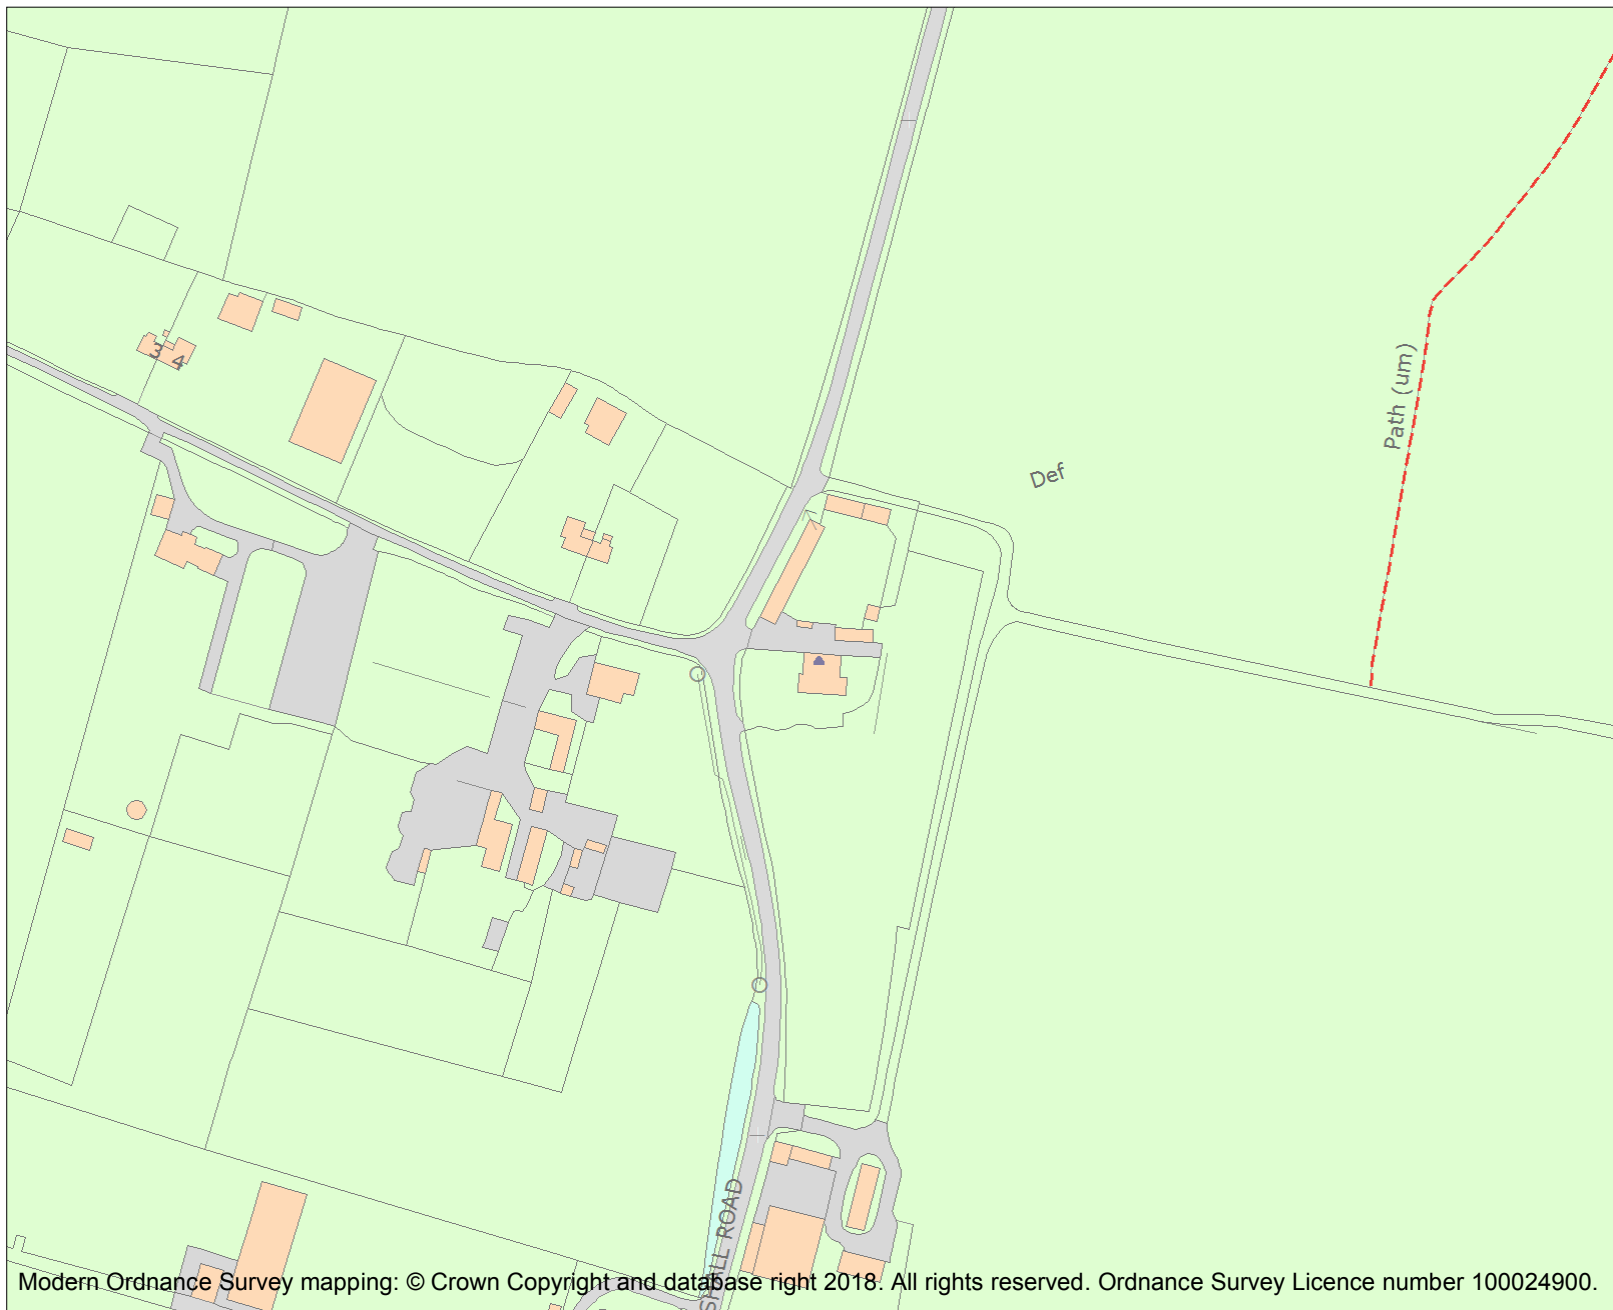 3 4
Path (um)
Def
SHALL ROAD
Modern Ordnance Survey mapping: © Crown Copyright and database right 2018. All rights reserved. Ordnance Survey Licence number 100024900.